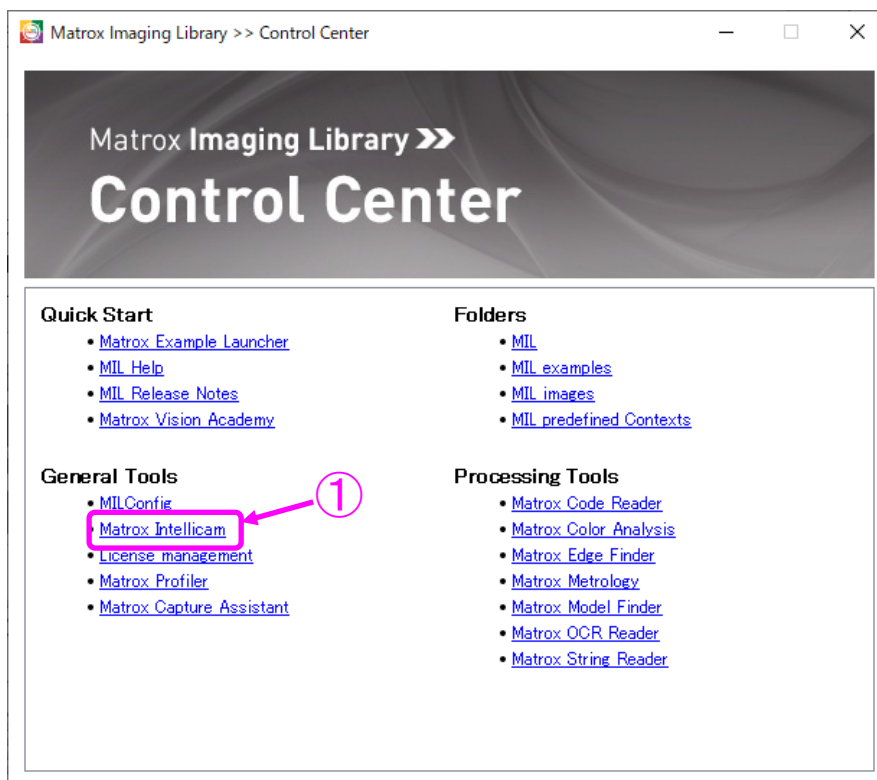 Matrox Imaging Library >> Control Center
Matrox Imaging Library >>
Control Center
Quick Start
• Matrox Example Launcher
• MIL Help
• MIL Release Notes
• Matrox Vision Academy
Folders
• MIL
• MIL examples
• MIL images
• MIL predefined Contexts
General Tools
• MILConfig
• Matrox Intellicam
• License management
• Matrox Profiler
• Matrox Capture Assistant
①
Processing Tools
• Matrox Code Reader
• Matrox Color Analysis
• Matrox Edge Finder
• Matrox Metrology
• Matrox Model Finder
• Matrox OCR Reader
• Matrox String Reader